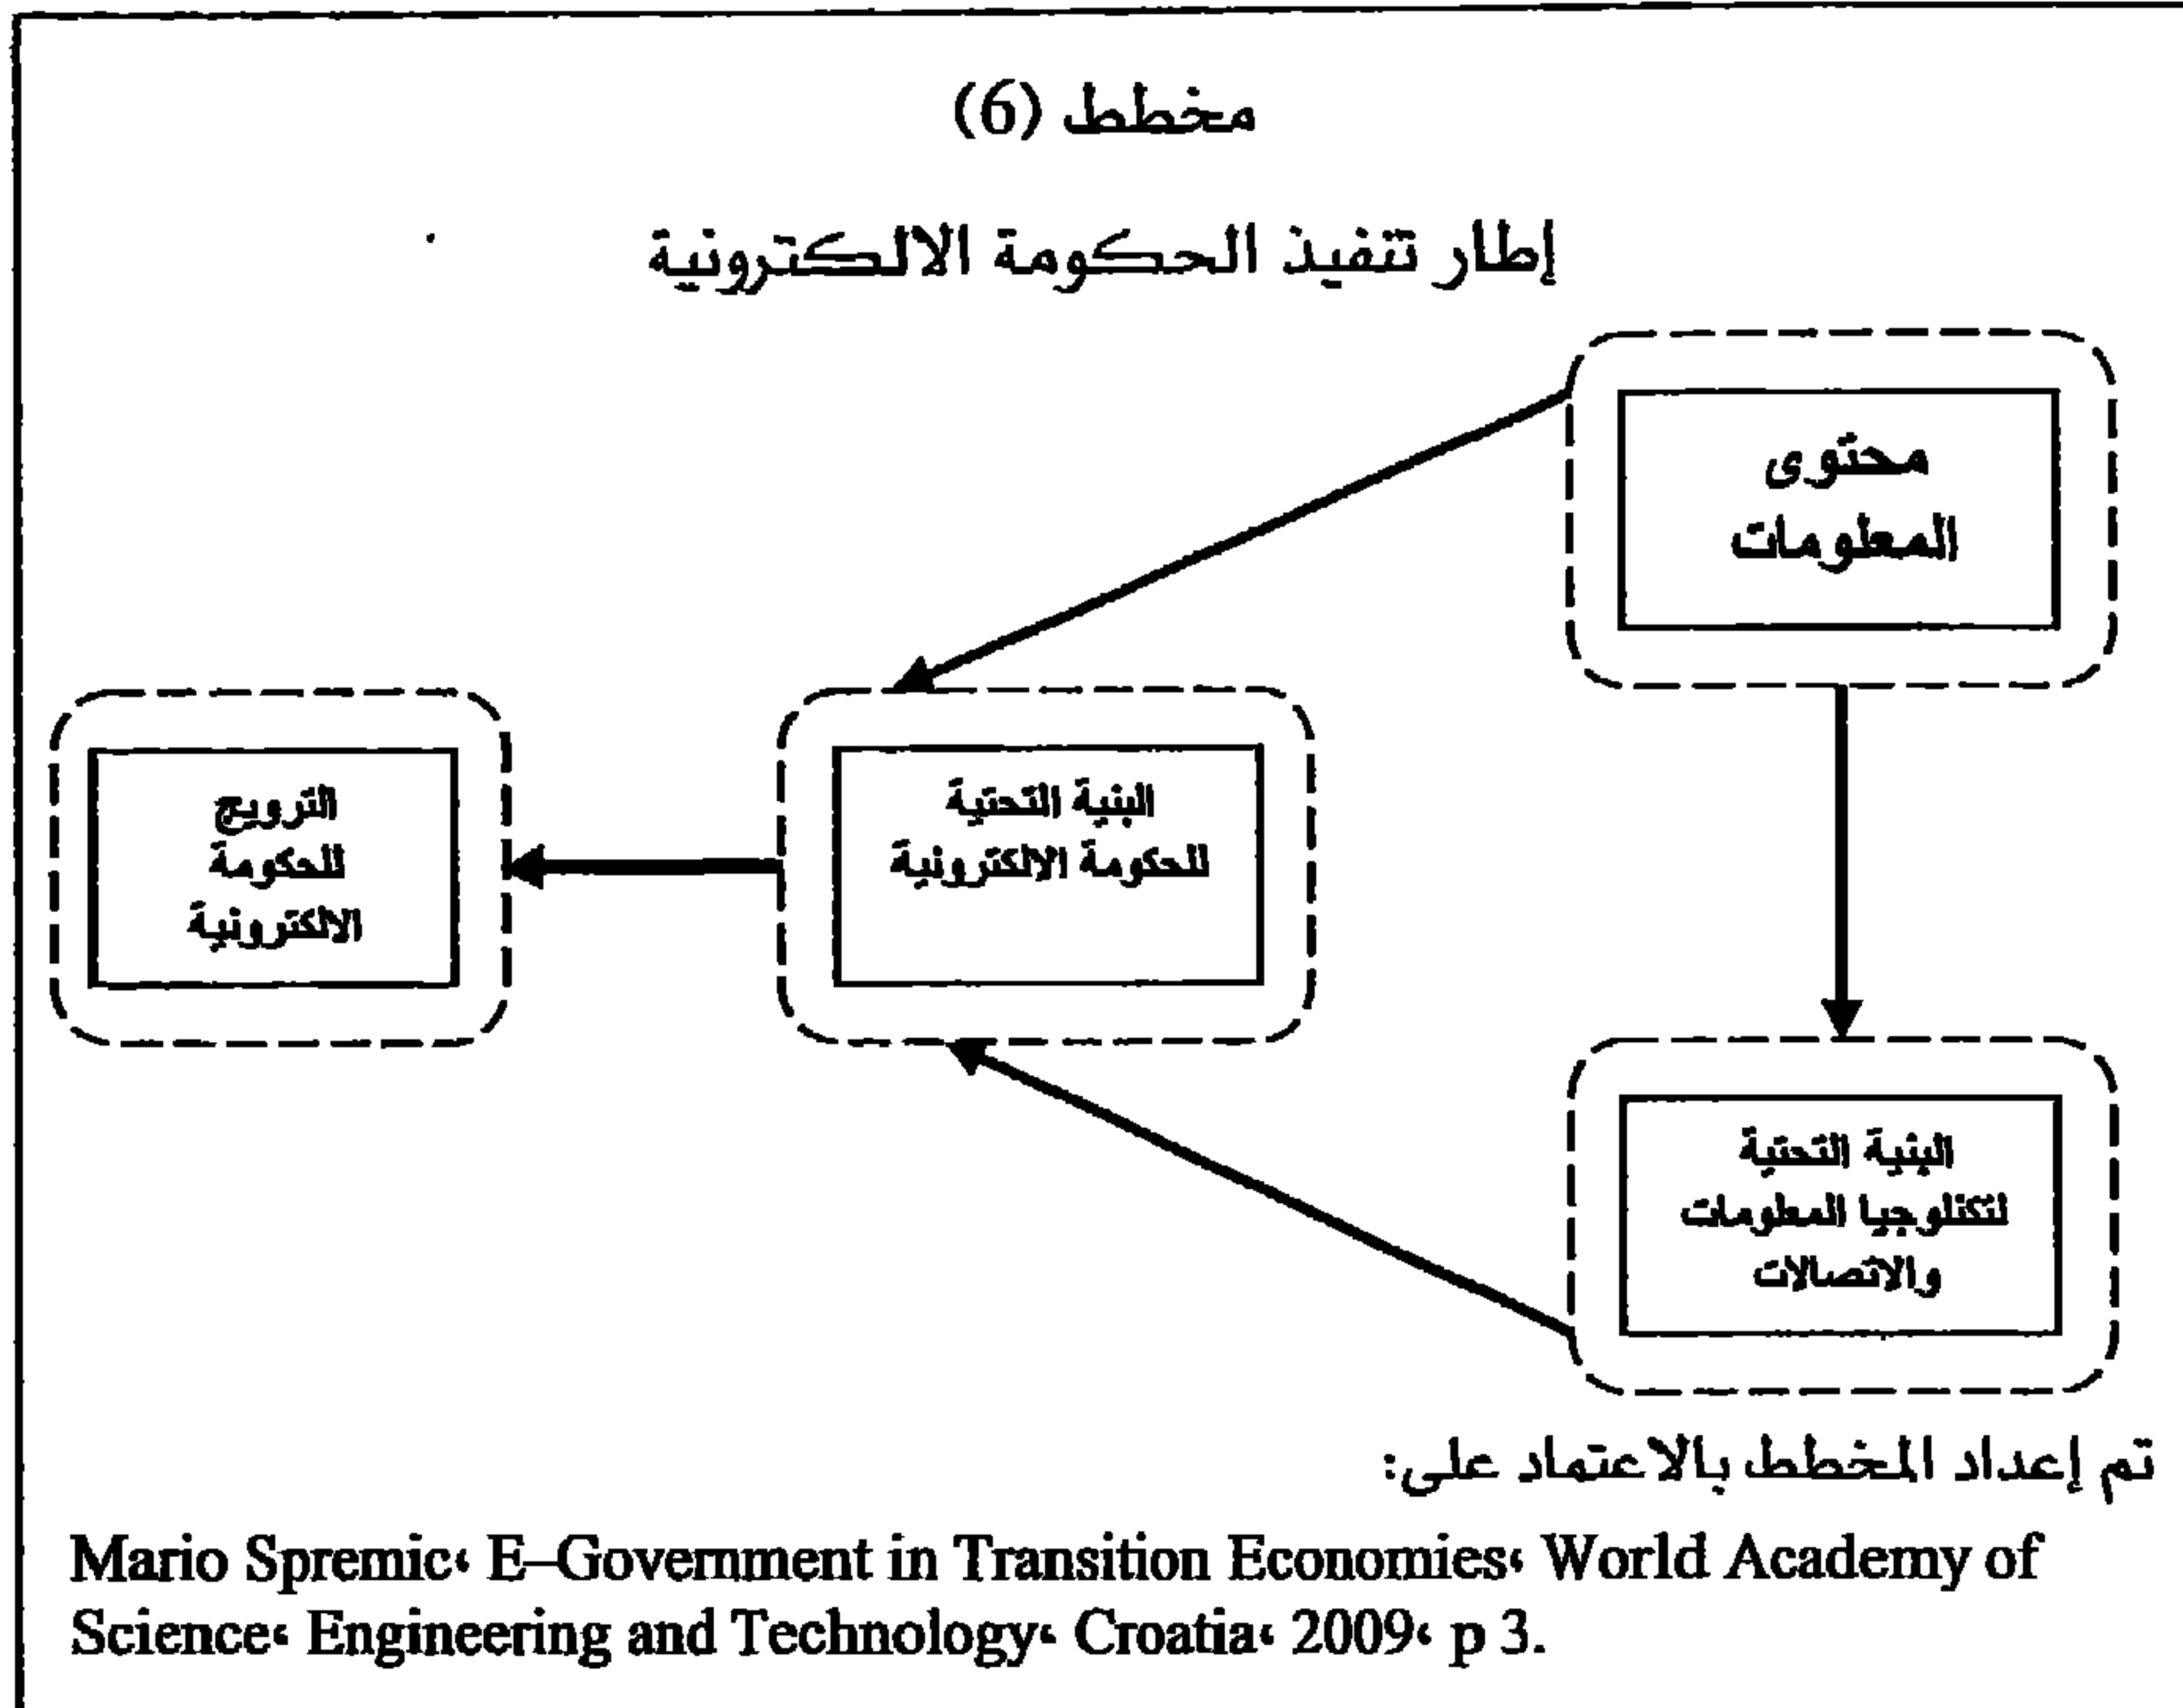 مخطط (6)
إطار تنفيذ الحكومة الالكترونية
محتوى
المعلومات
البنية التحتية
للحكومة الالكترونية
الترويج
للحكومة
الالكترونية
البنية التحتية
لتكنلوجيا المعلومات
والاتصالات
تم إعداد المخطط بالاعتماد على:
Mario Spremic، E–Government in Transition Economies، World Academy of
Science، Engineering and Technology، Croatia، 2009، p 3.